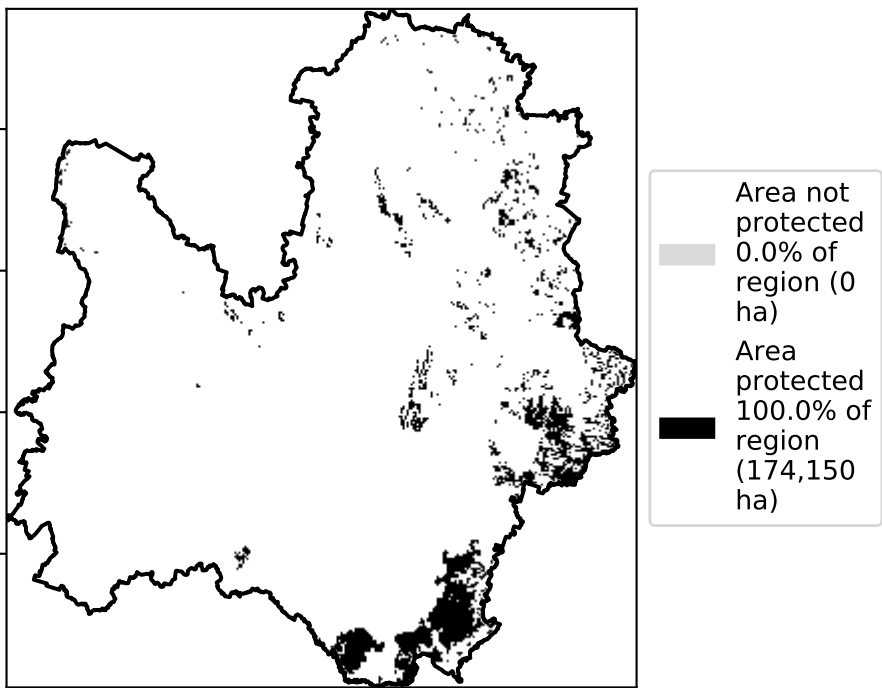 Area not
protected
0.0% of
region (0
ha)
Area
protected
100.0% of
region
(174,150
ha)